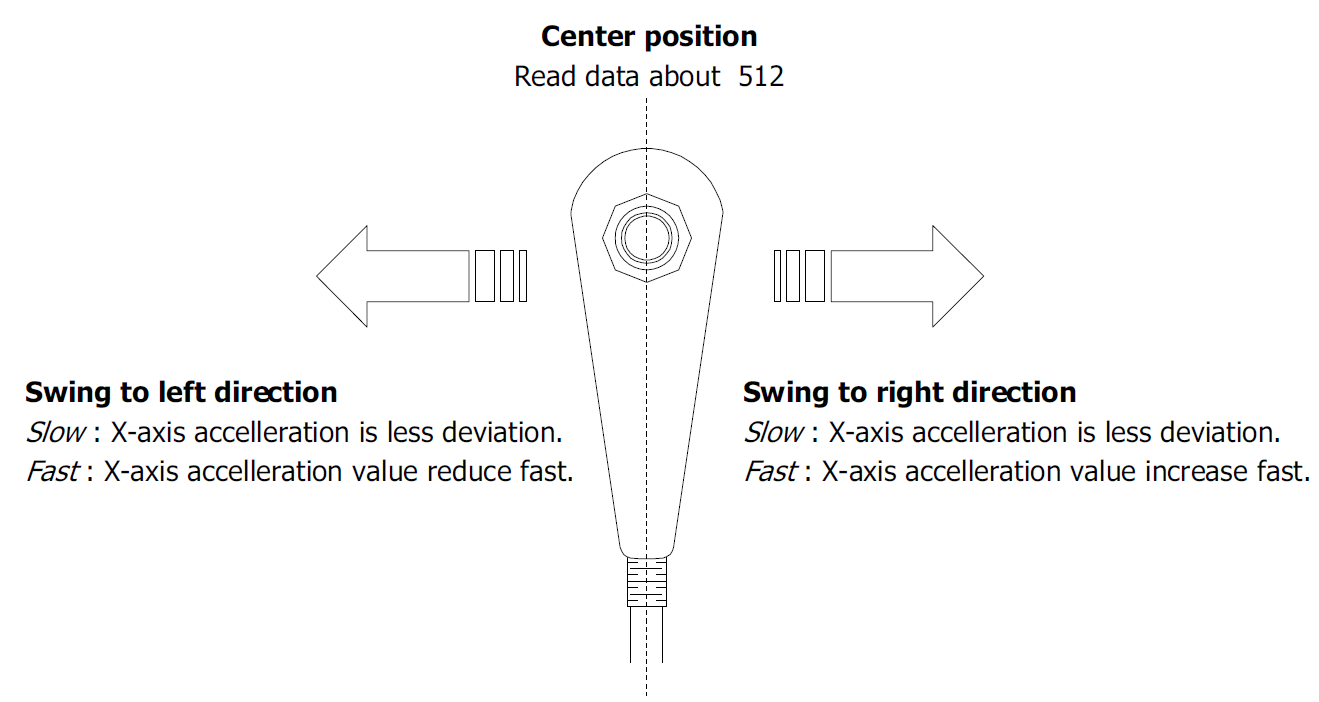 Center position
Read data about 512
Swing to left direction
Slow : X-axis accelleration is less deviation.
Fast : X-axis accelleration value reduce fast.
Swing to right direction
Slow : X-axis accelleration is less deviation.
Fast : X-axis accelleration value increase fast.